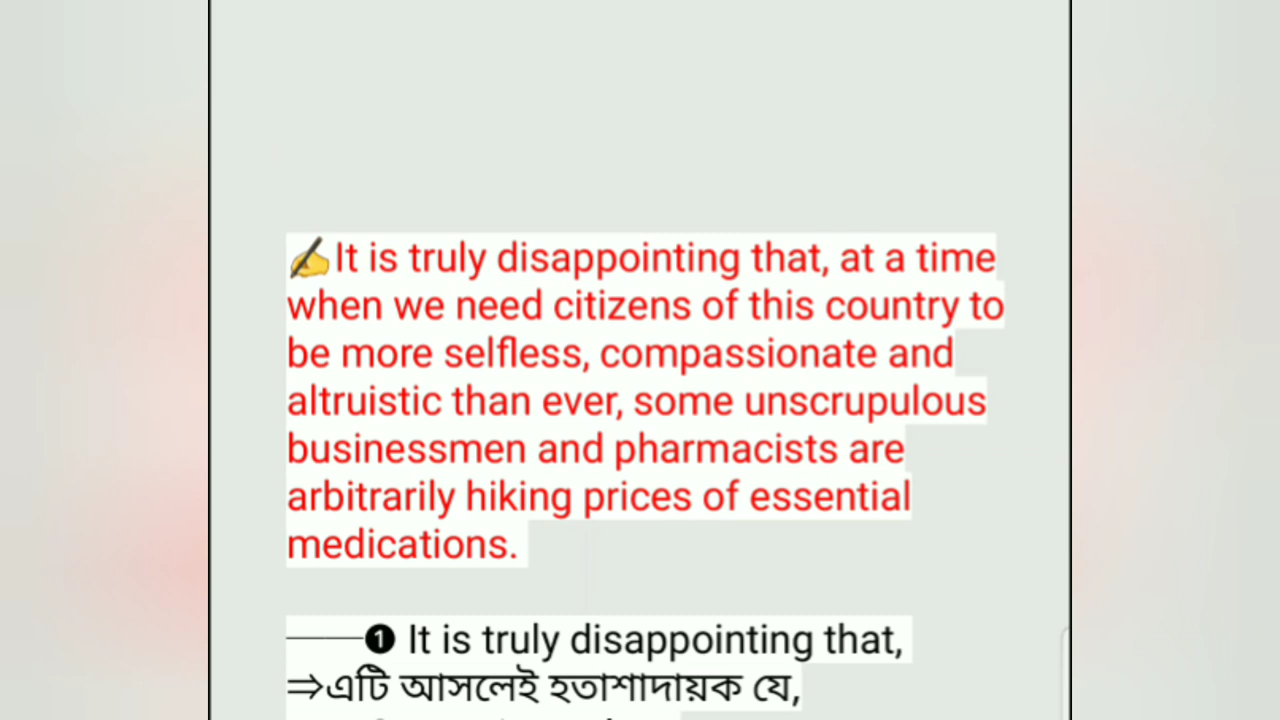 ✍It is truly disappointing that, at a time
when we need citizens of this country to
be more selfless, compassionate and
altruistic than ever, some unscrupulous
businessmen and pharmacists are
arbitrarily hiking prices of essential
medications.
———❶ It is truly disappointing that,
⇒এটি আসলেই হতাশাদায়ক যে,